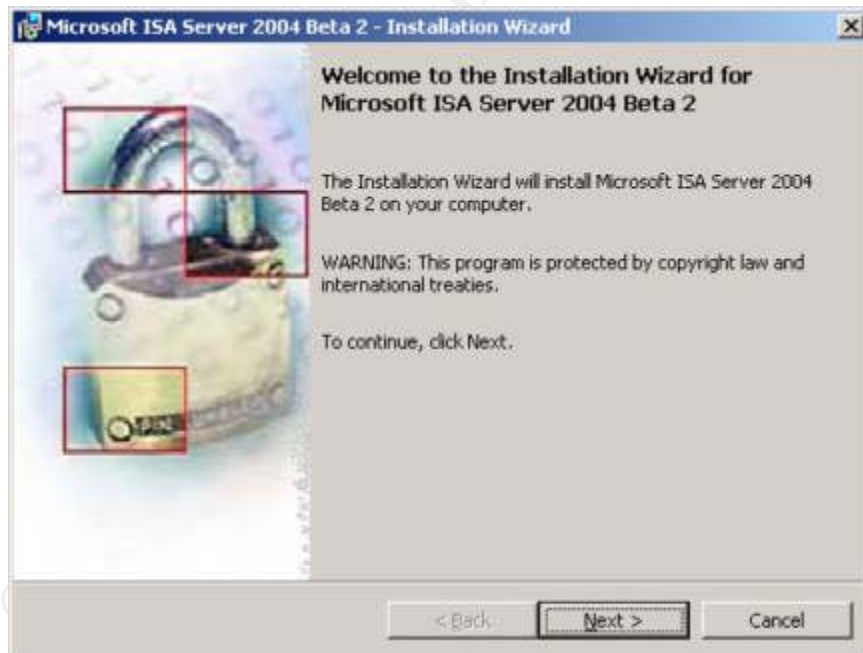 Microsoft ISA Server 2004 Beta 2 - Installation Wizard
Welcome to the Installation Wizard for
Microsoft ISA Server 2004 Beta 2
The Installation Wizard will install Microsoft ISA Server 2004
Beta 2 on your computer.
WARNING: This program is protected by copyright law and
international treaties.
To continue, click Next.
< Back
Next >
Cancel